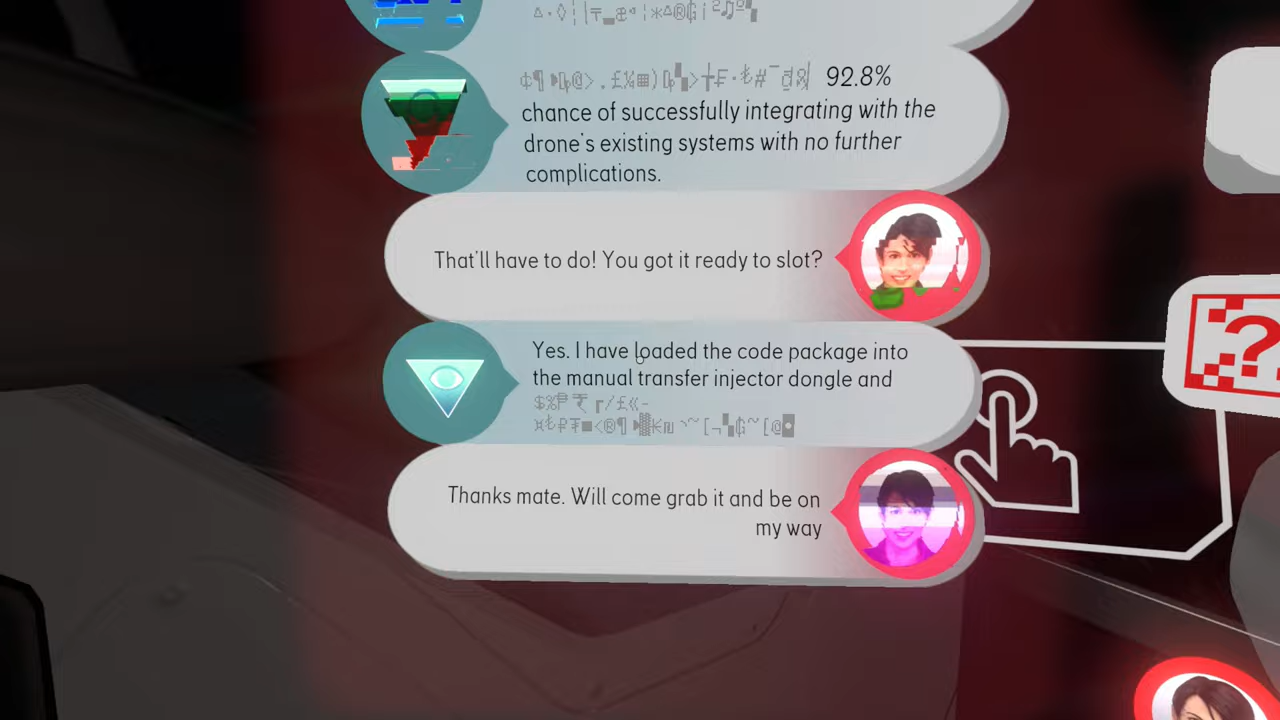 92.8%
chance of successfully integrating with the
drone's existing systems with no further
complications.
That'll have to do! You got it ready to slot?
Yes. I have loaded the code package into
the manual transfer injector dongle and
Thanks mate. Will come grab it and be on
my way
?